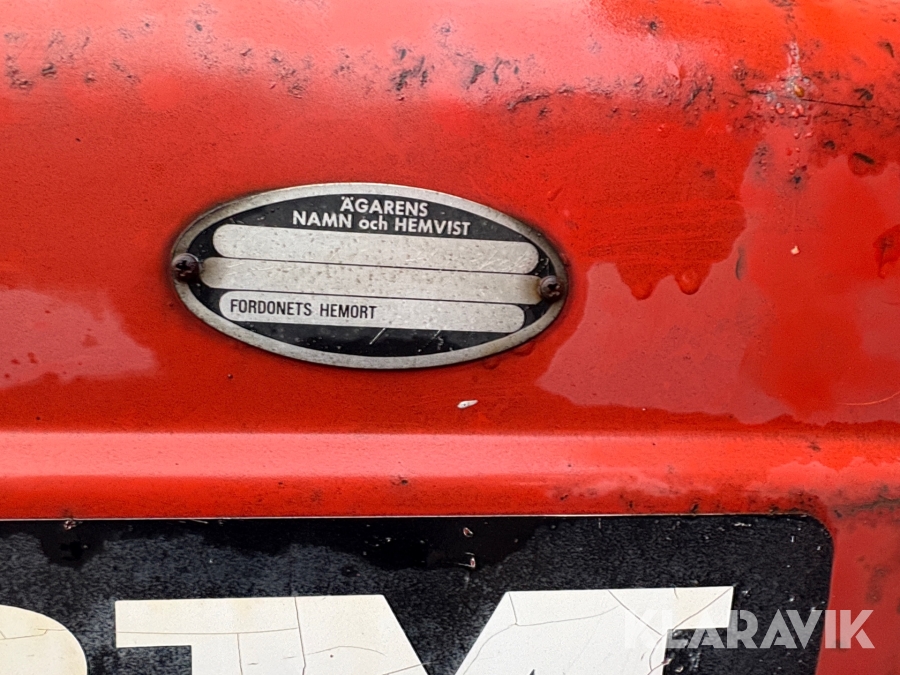 ÄGARENS
NAMN och HEMVIST
FORDONETS HEMORT
KLARAVIK